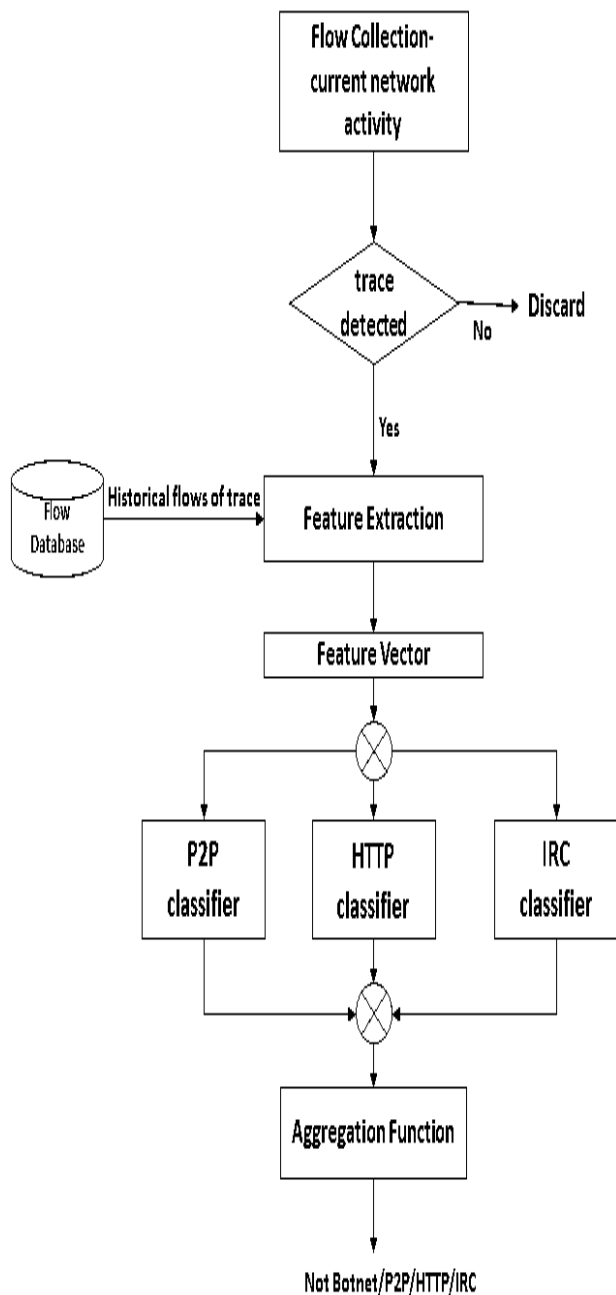 Flow Collection-
current network
activity
trace
detected
No
Discard
Yes
Flow
Database
Historical flows of trace
Feature Extraction
Feature Vector
P2P
classifier
HTTP
classifier
IRC
classifier
Aggregation Function
Not Botnet/P2P/HTTP/IRC